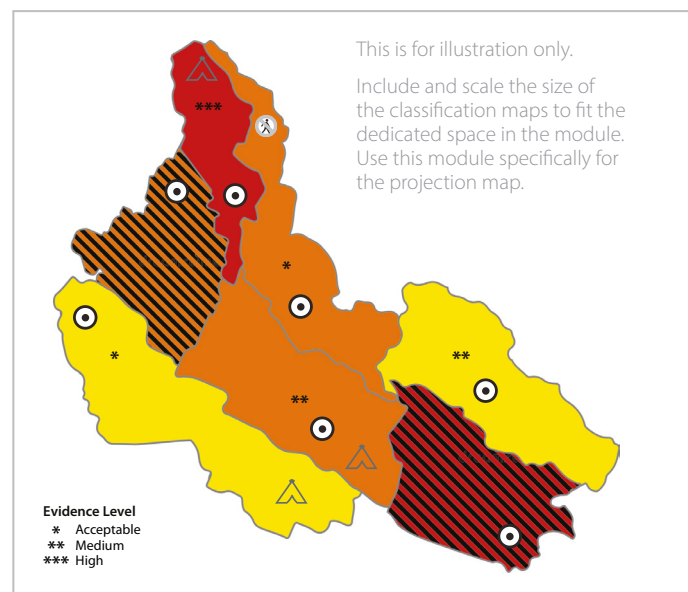 This is for illustration only.
Include and scale the size of
the classification maps to fit the
dedicated space in the module.
Use this module specifically for
the projection map.
***
*
**
*
**
Evidence Level
* Acceptable
** Medium
*** High